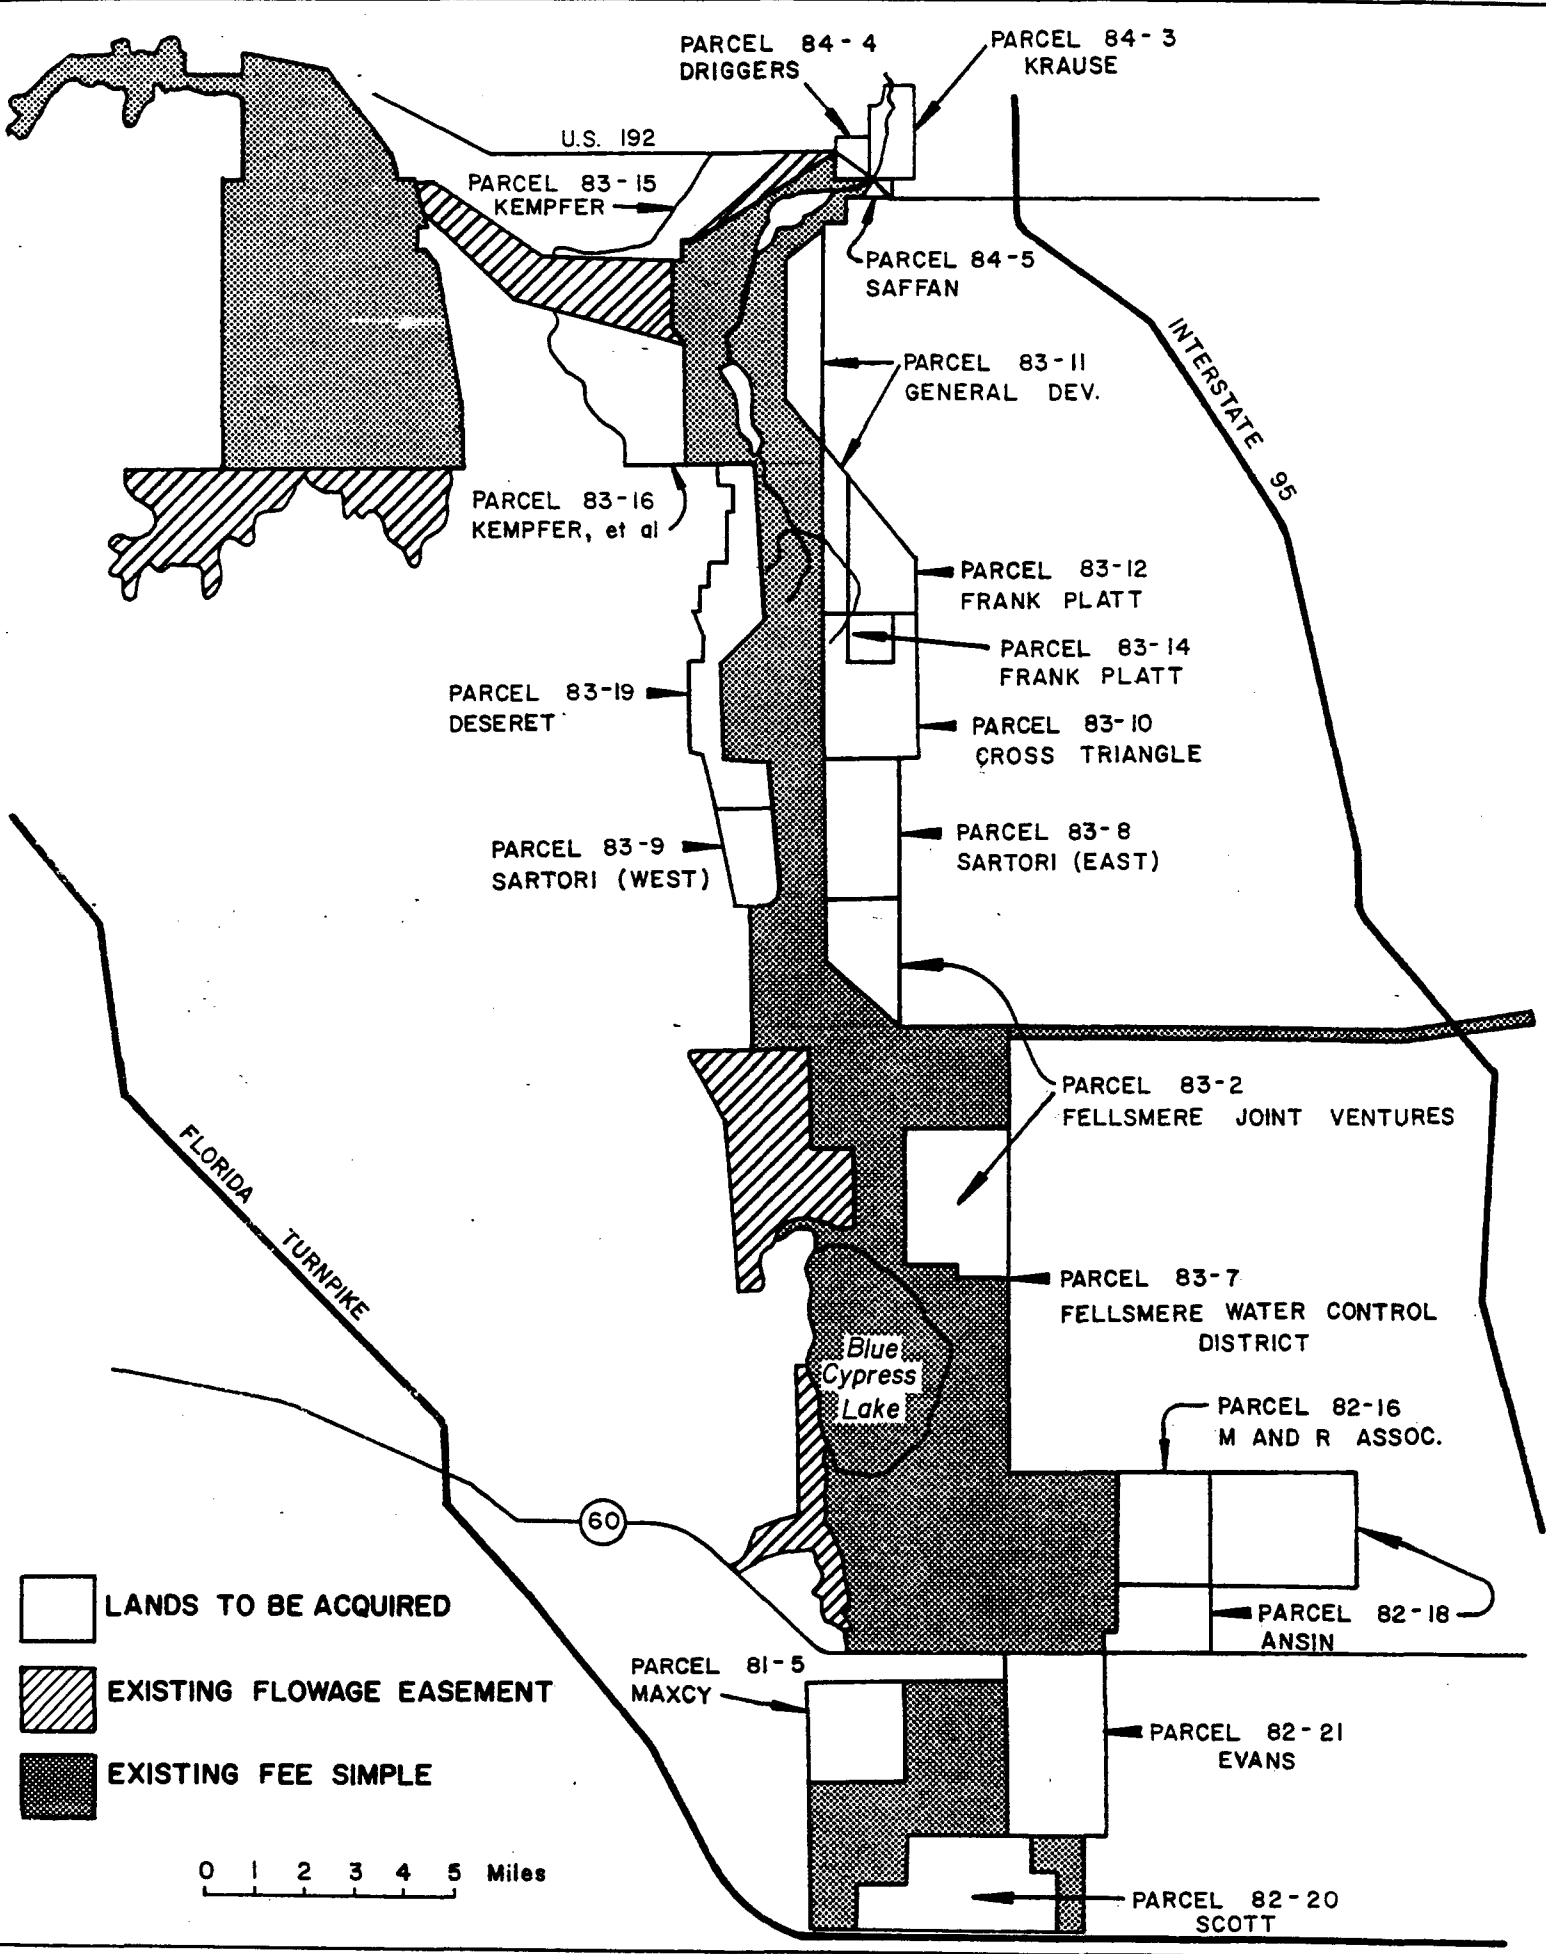 PARCEL 84-4
DRIGGERS
PARCEL 84-3
KRAUSE
U.S. 192
PARCEL 83-15
KEMPFER
PARCEL 84-5
SAFFAN
INTERSTATE 95
PARCEL 83-11
GENERAL DEV.
PARCEL 83-16
KEMPFER, et al
PARCEL 83-12
FRANK PLATT
PARCEL 83-14
FRANK PLATT
PARCEL 83-19
DESERET
PARCEL 83-10
CROSS TRIANGLE
PARCEL 83-9
SARTORI (WEST)
PARCEL 83-8
SARTORI (EAST)
PARCEL 83-2
FELLSMERE JOINT VENTURES
FLORIDA TURNPIKE
PARCEL 83-7
FELLSMERE WATER CONTROL
DISTRICT
Blue
Cypress
Lake
PARCEL 82-16
M AND R ASSOC.
60
PARCEL 82-18
ANSIN
LANDS TO BE ACQUIRED
EXISTING FLOWAGE EASEMENT
EXISTING FEE SIMPLE
PARCEL 81-5
MAXCY
PARCEL 82-21
EVANS
0 1 2 3 4 5 Miles
PARCEL 82-20
SCOTT